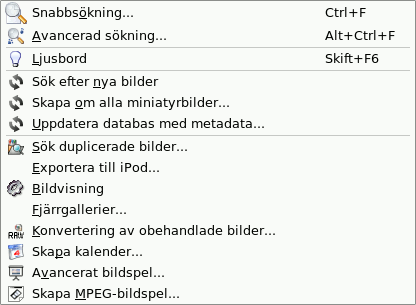 Snabbsökning... Ctrl+F
Avancerad sökning... Alt+Ctrl+F
Ljusbord Skift+F6
Sök efter nya bilder
Skapa om alla miniatyrbilder...
Uppdatera databas med metadata...
Sök duplicerade bilder...
Exportera till iPod...
Bildvisning
Fjärrgallerier...
RAW Konvertering av obehandlade bilder...
Skapa kalender...
Avancerat bildspel...
Skapa MPEG-bildspel...